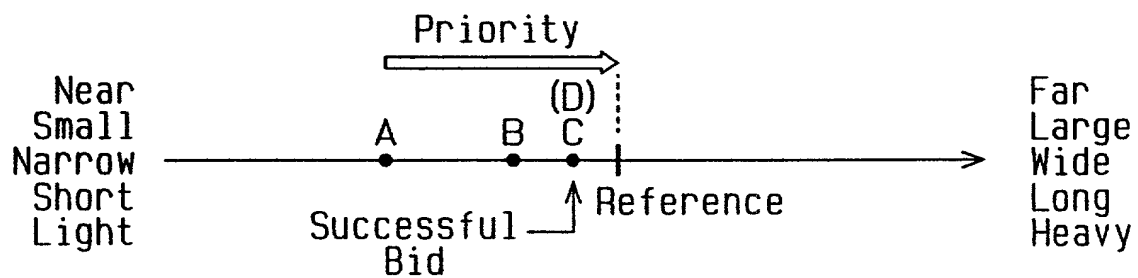 Priority
Near
Small
Narrow
Short
Light
A
B
(D)
C
Reference
Successful
Bid
Far
Large
Wide
Long
Heavy